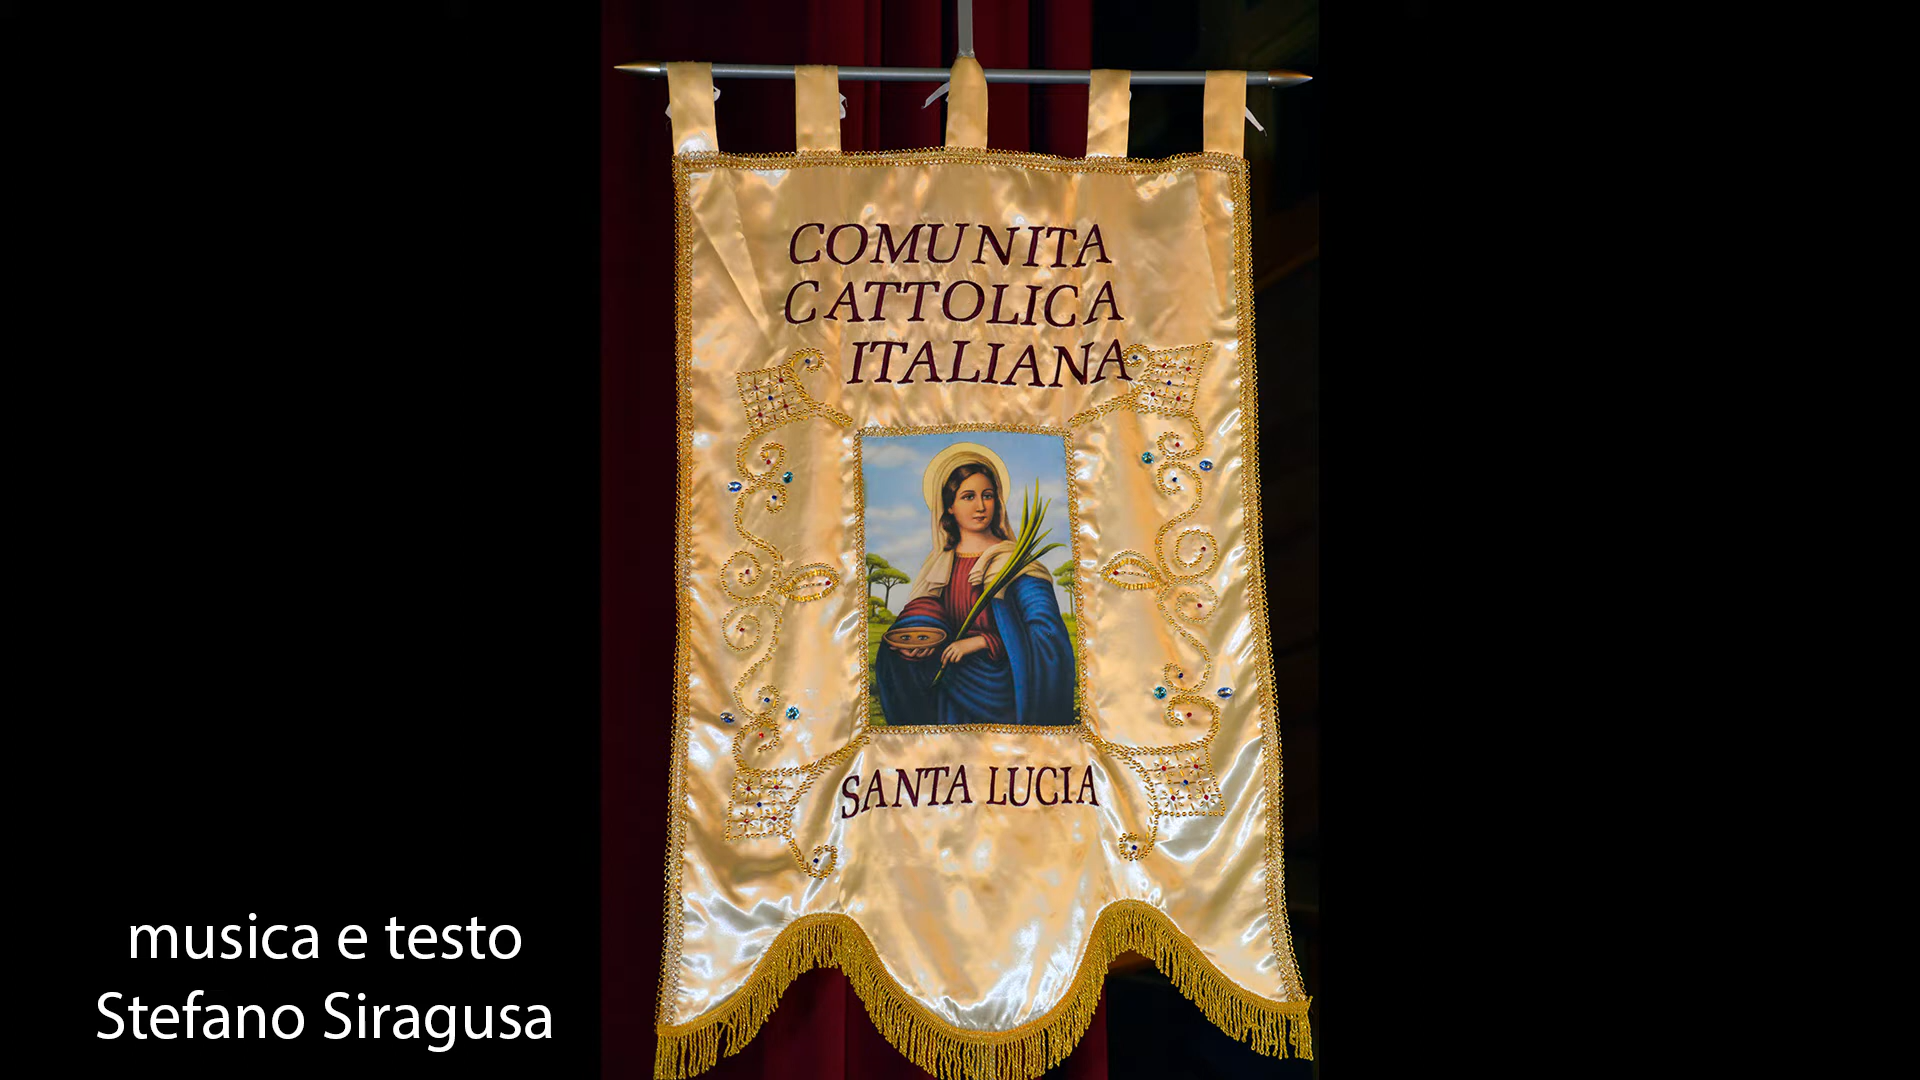 COMUNITA
CATTOLICA
ITALIANA
SANTA LUCIA
musica e testo
Stefano Siragusa